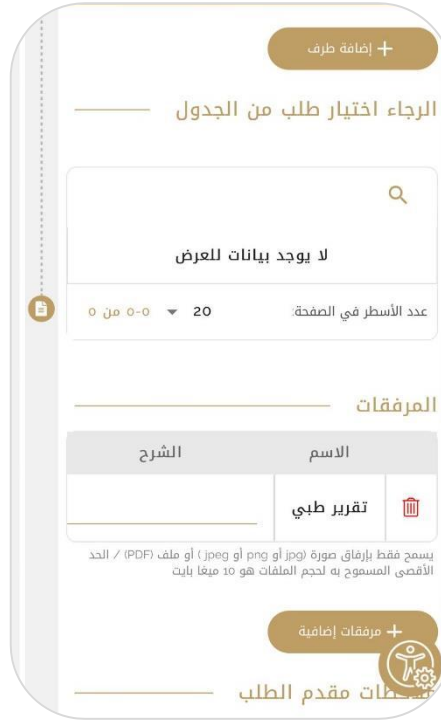 + إضافة طرف
الرجاء اختيار طلب من الجدول
لا يوجد بيانات للعرض
عدد الأسطر في الصفحة: 20 0-0 من 0
المرفقات
الاسم الشرح
تقرير طبي
يسمح فقط بإرفاق صورة (jpg أو png أو jpeg ) أو ملف (PDF) / الحد
الأقصى المسموح به لحجم الملفات هو 10 ميغا بايت
+ مرفقات إضافية
مقدم الطلب